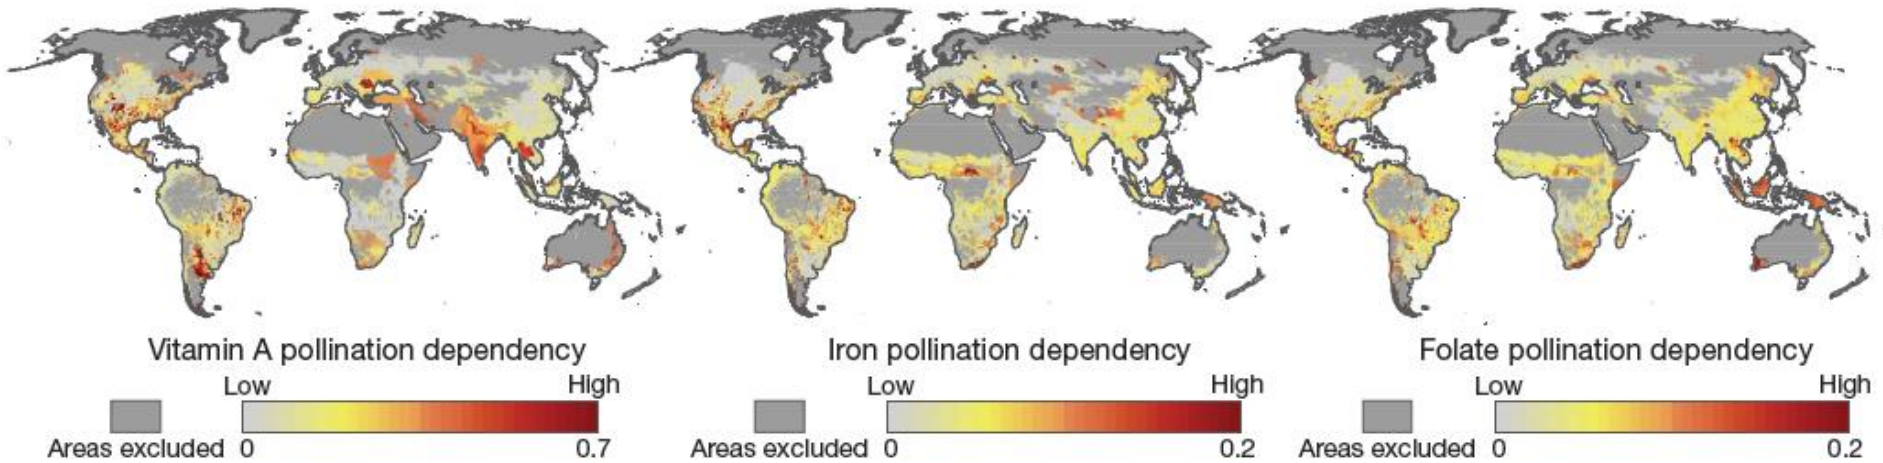 Vitamin A pollination dependency
Low High
Areas excluded 0 0.7
Iron pollination dependency
Low High
Areas excluded 0 0.2
Folate pollination dependency
Low High
Areas excluded 0 0.2